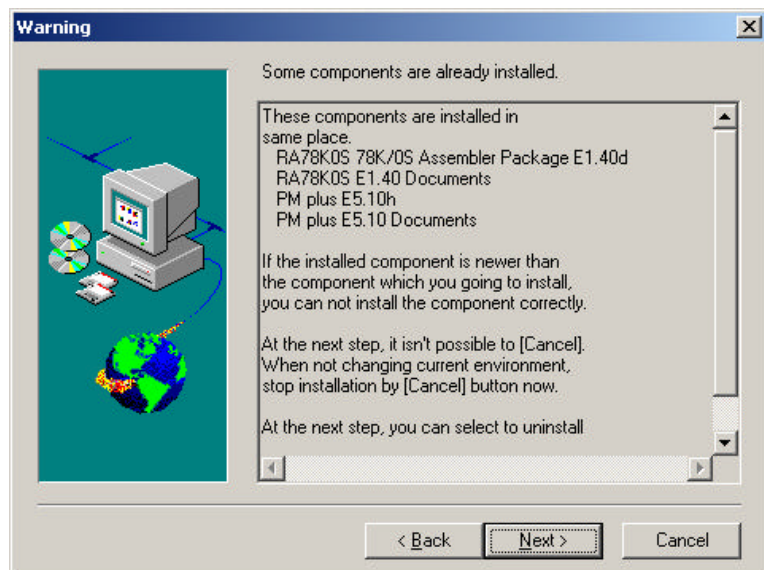 Warning
Some components are already installed.
These components are installed in
same place.
RA78K0S 78K/0S Assembler Package E1.40d
RA78K0S E1.40 Documents
PM plus E5.10h
PM plus E5.10 Documents
If the installed component is newer than
the component which you going to install,
you can not install the component correctly.
At the next step, it isn't possible to [Cancel].
When not changing current environment,
stop installation by [Cancel] button now.
At the next step, you can select to uninstall
< Back
Next >
Cancel